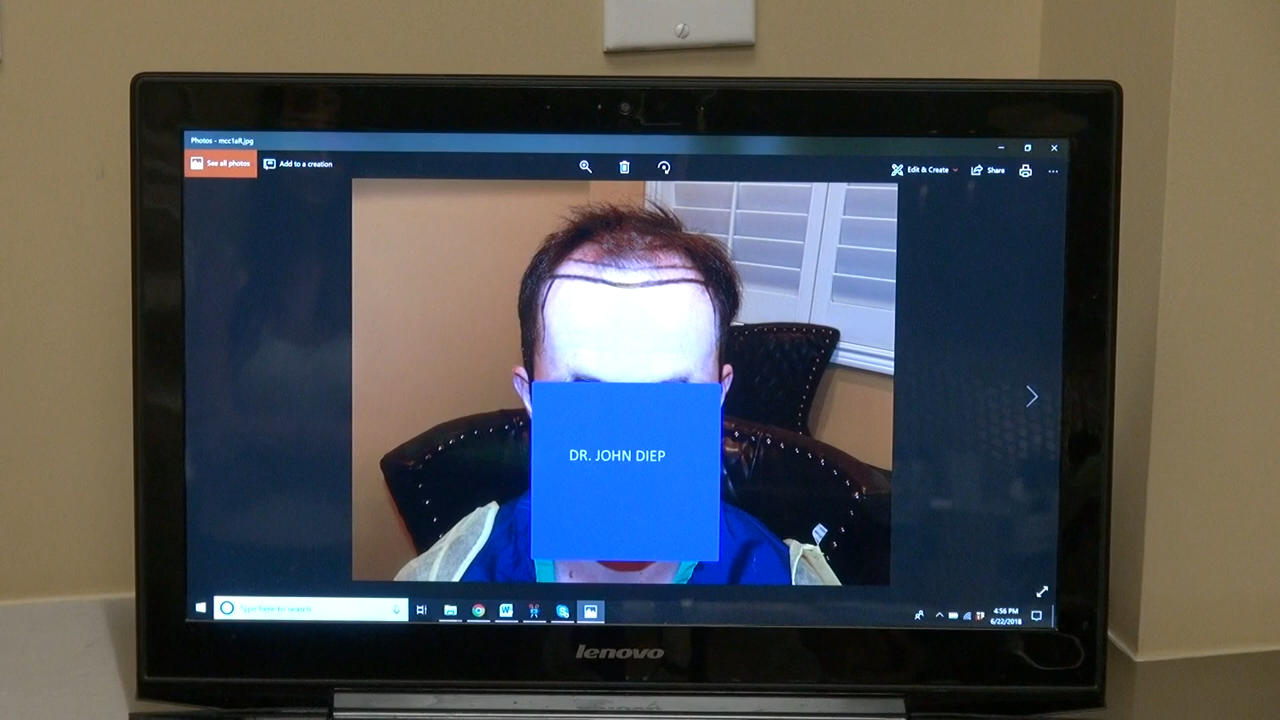 Photos - mcc1aR.jpg
See all photos
Add to a creation
Edit & Create
Share
DR. JOHN DIEP
Type here to search
4:56 PM
6/22/2018
lenovo